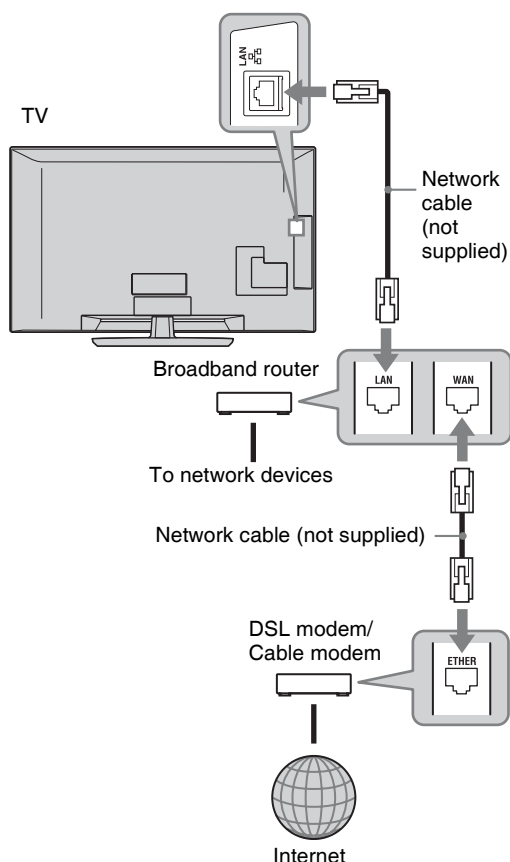 LAN
TV
Network
cable
(not
supplied)
Broadband router
LAN
WAN
To network devices
Network cable (not supplied)
DSL modem/
Cable modem
ETHER
Internet